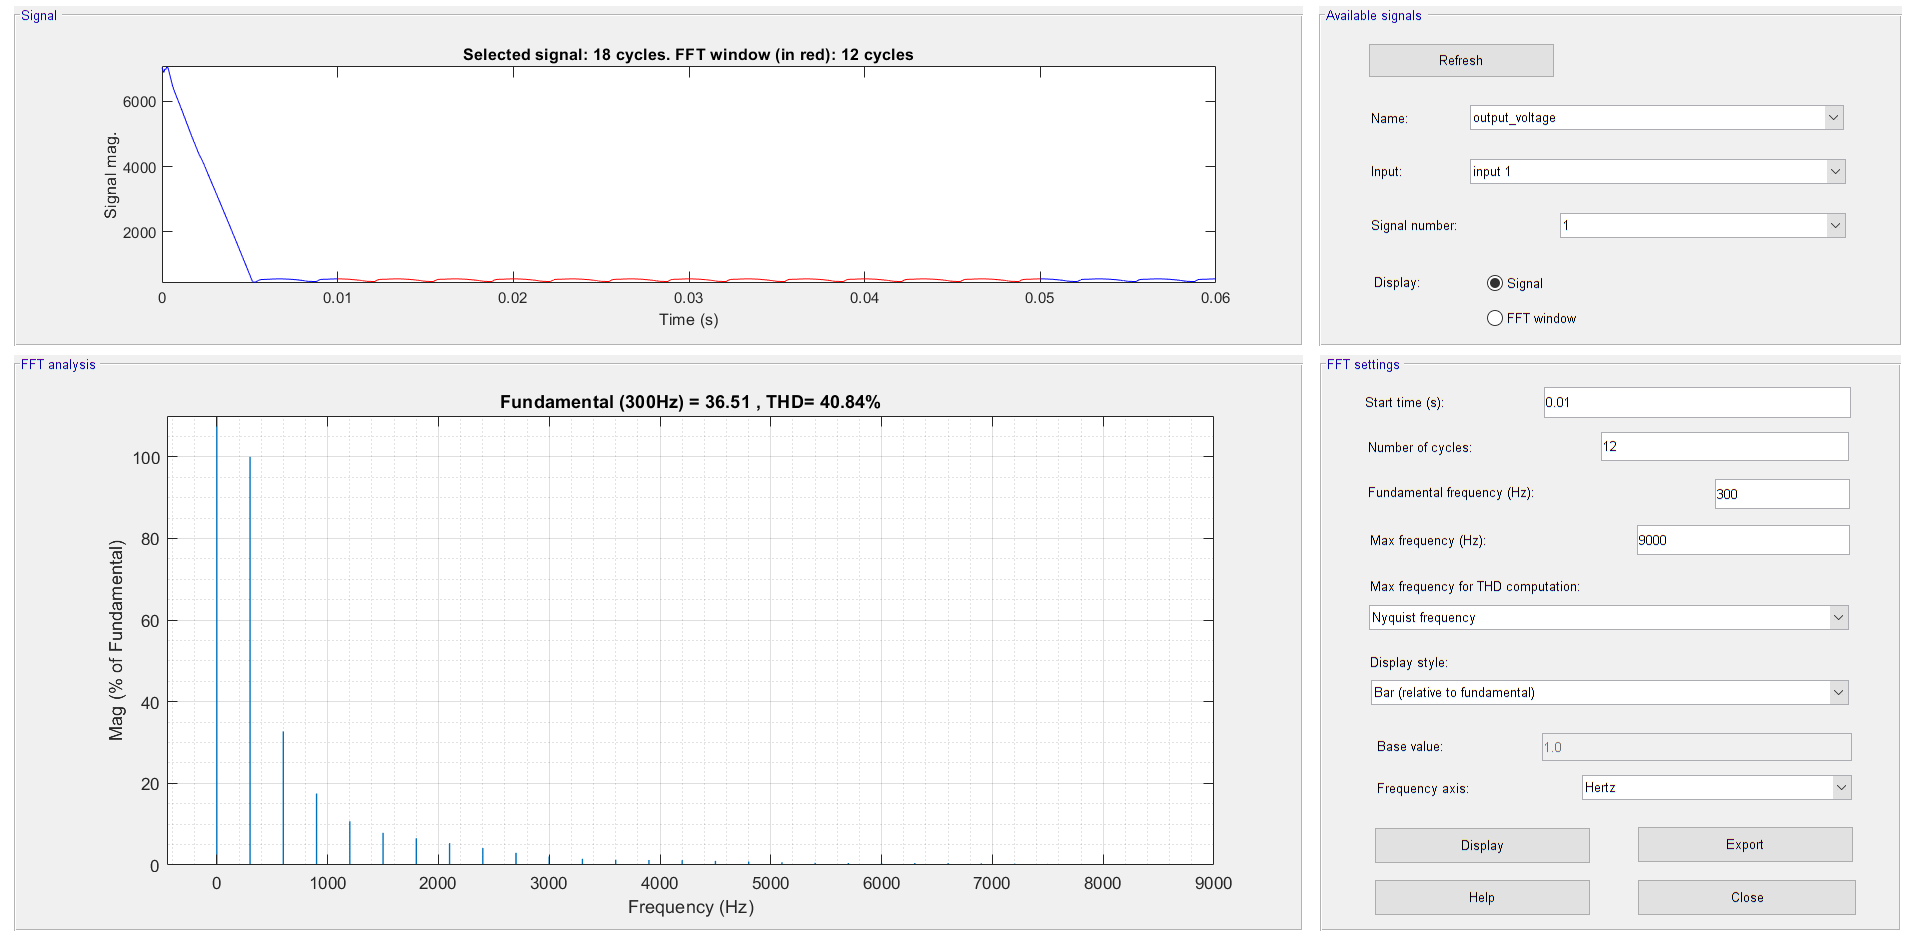 Signal
Selected signal: 18 cycles. FFT window (in red): 12 cycles
Signal mag.
6000
4000
2000
0 0.01 0.02 0.03 0.04 0.05 0.06
Time (s)
Available signals
Refresh
Name: output_voltage
Input: input 1
Signal number: 1
Display: Signal
FFT window
FFT analysis
Fundamental (300Hz) = 36.51 , THD= 40.84%
Mag (% of Fundamental)
100
80
60
40
20
0
0 1000 2000 3000 4000 5000 6000 7000 8000 9000
Frequency (Hz)
FFT settings
Start time (s): 0.01
Number of cycles: 12
Fundamental frequency (Hz): 300
Max frequency (Hz): 9000
Max frequency for THD computation:
Nyquist frequency
Display style:
Bar (relative to fundamental)
Base value: 1.0
Frequency axis: Hertz
Display Export
Help Close